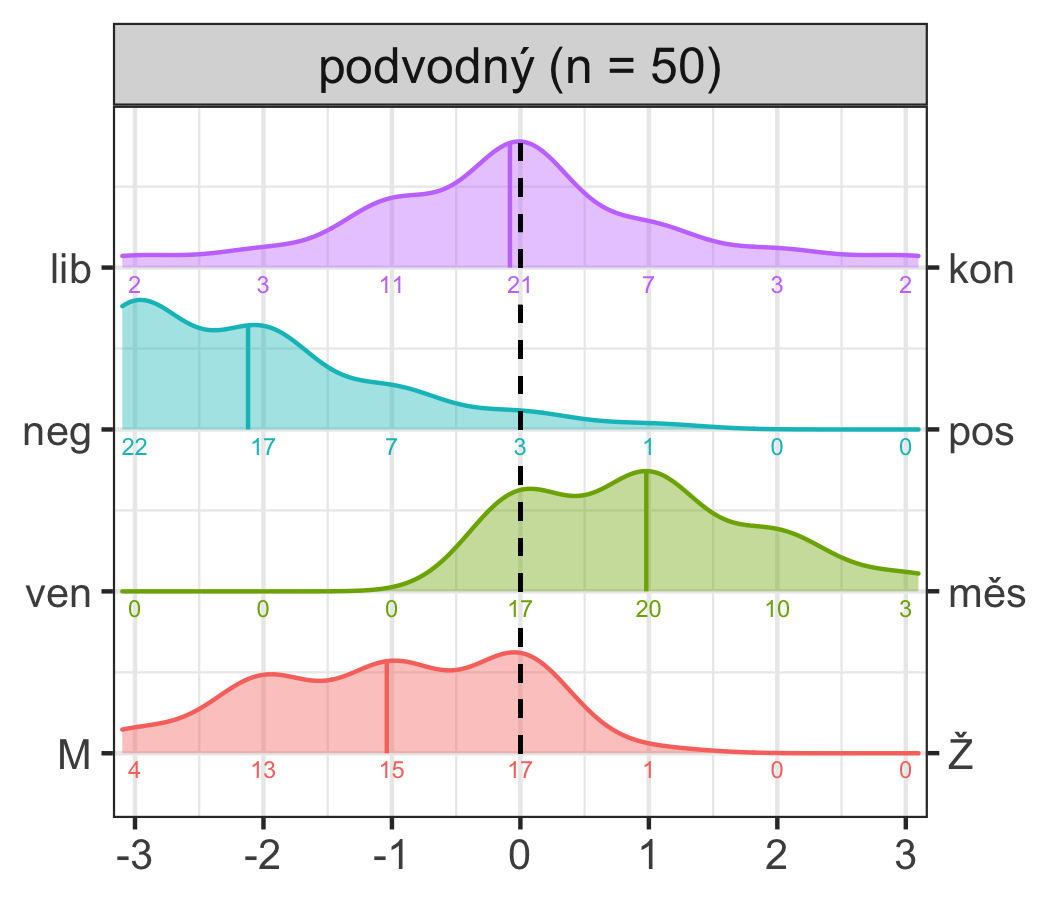 podvodný (n = 50)
lib kon
2 3 11 21 7 3 2
neg pos
22 17 7 3 1 0 0
ven měs
0 0 0 17 20 10 3
M Ž
4 13 15 17 1 0 0
-3 -2 -1 0 1 2 3